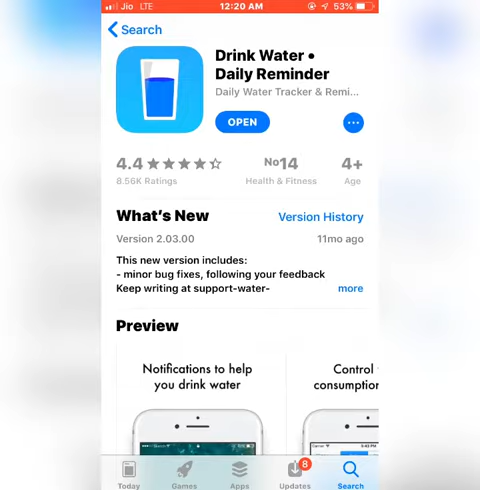 Jio LTE 12:20 AM 53%
Search
Drink Water •
Daily Reminder
Daily Water Tracker & Remi...
OPEN
4.4 No14 4+
8.56K Ratings Health & Fitness Age
What's New Version History
Version 2.03.00 11mo ago
This new version includes:
- minor bug fixes, following your feedback
Keep writing at support-water- more
Preview
Notifications to help
you drink water
Control
consumption
Today Games Apps Updates 8 Search